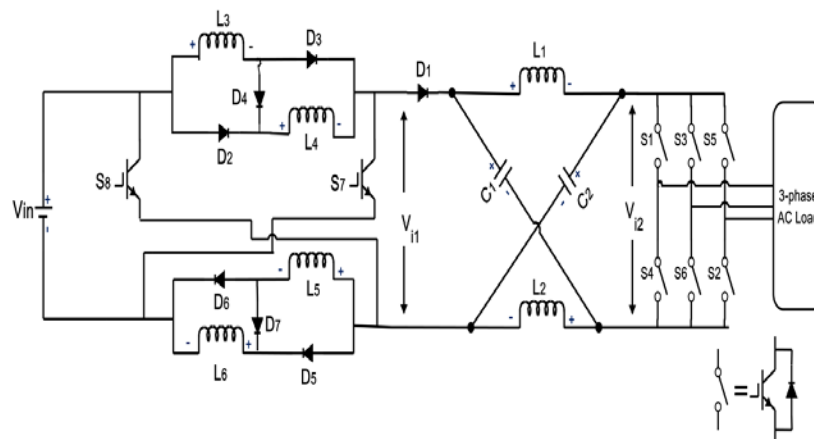 L3
+ -
D3
D1
L1
+ -
D4
+ -
D2
L4
S1 S3 S5
S8
S7
Vin
+
-
Vi1
+
-
C1
+
-
C2
Vi2
3-phase
AC Load
- +
D6
L5
D7
S4 S6 S2
L2
- +
- +
L6
D5
=